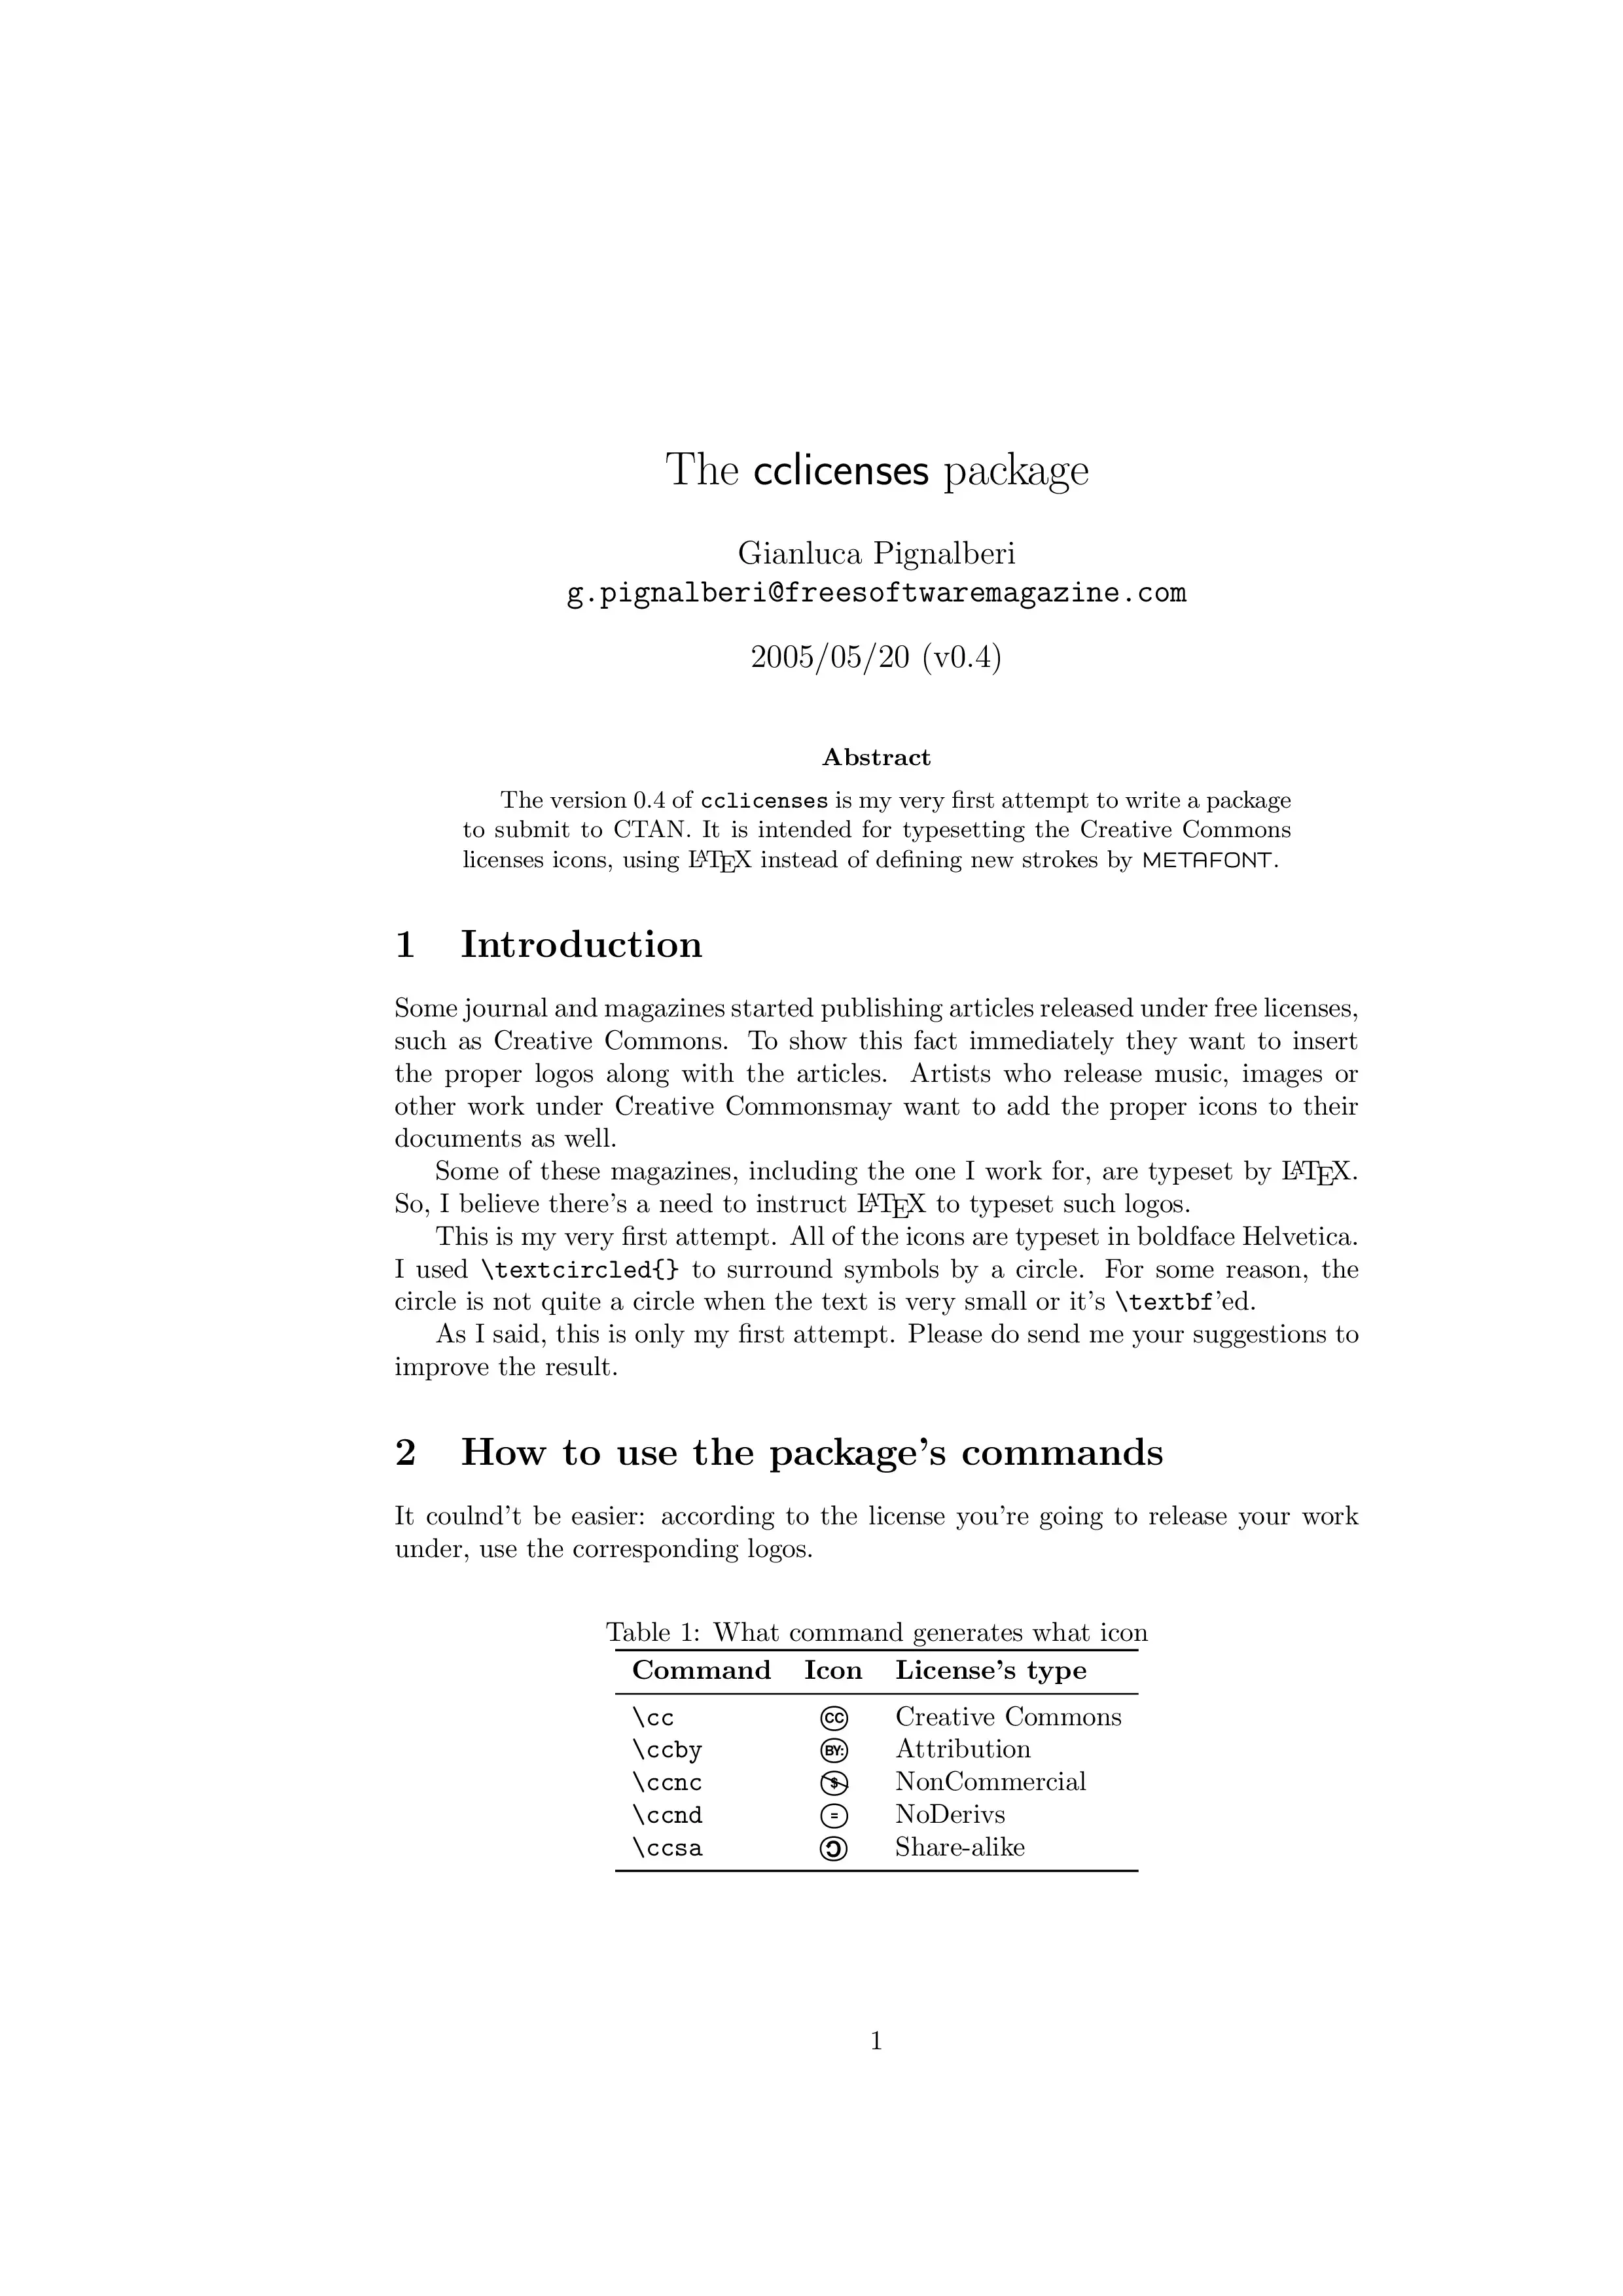 The cclicenses package
Gianluca Pignalberi
g.pignalberi@freesoftwaremagazine.com
2005/05/20 (v0.4)
Abstract
The version 0.4 of cclicenses is my very first attempt to write a package
to submit to CTAN. It is intended for typesetting the Creative Commons
licenses icons, using LATEX instead of defining new strokes by METAFONT.
1 Introduction
Some journal and magazines started publishing articles released under free licenses,
such as Creative Commons. To show this fact immediately they want to insert
the proper logos along with the articles. Artists who release music, images or
other work under Creative Commonsmay want to add the proper icons to their
documents as well.
Some of these magazines, including the one I work for, are typeset by LATEX.
So, I believe there's a need to instruct LATEX to typeset such logos.
This is my very first attempt. All of the icons are typeset in boldface Helvetica.
I used \textcircled{} to surround symbols by a circle. For some reason, the
circle is not quite a circle when the text is very small or it's \textbf'ed.
As I said, this is only my first attempt. Please do send me your suggestions to
improve the result.
2 How to use the package's commands
It coulnd't be easier: according to the license you're going to release your work
under, use the corresponding logos.
Table 1: What command generates what icon
Command Icon License's type
\cc CC Creative Commons
\ccby BY: Attribution
\ccnc $ NonCommercial
\ccnd = NoDerivs
\ccsa Ɔ Share-alike
1